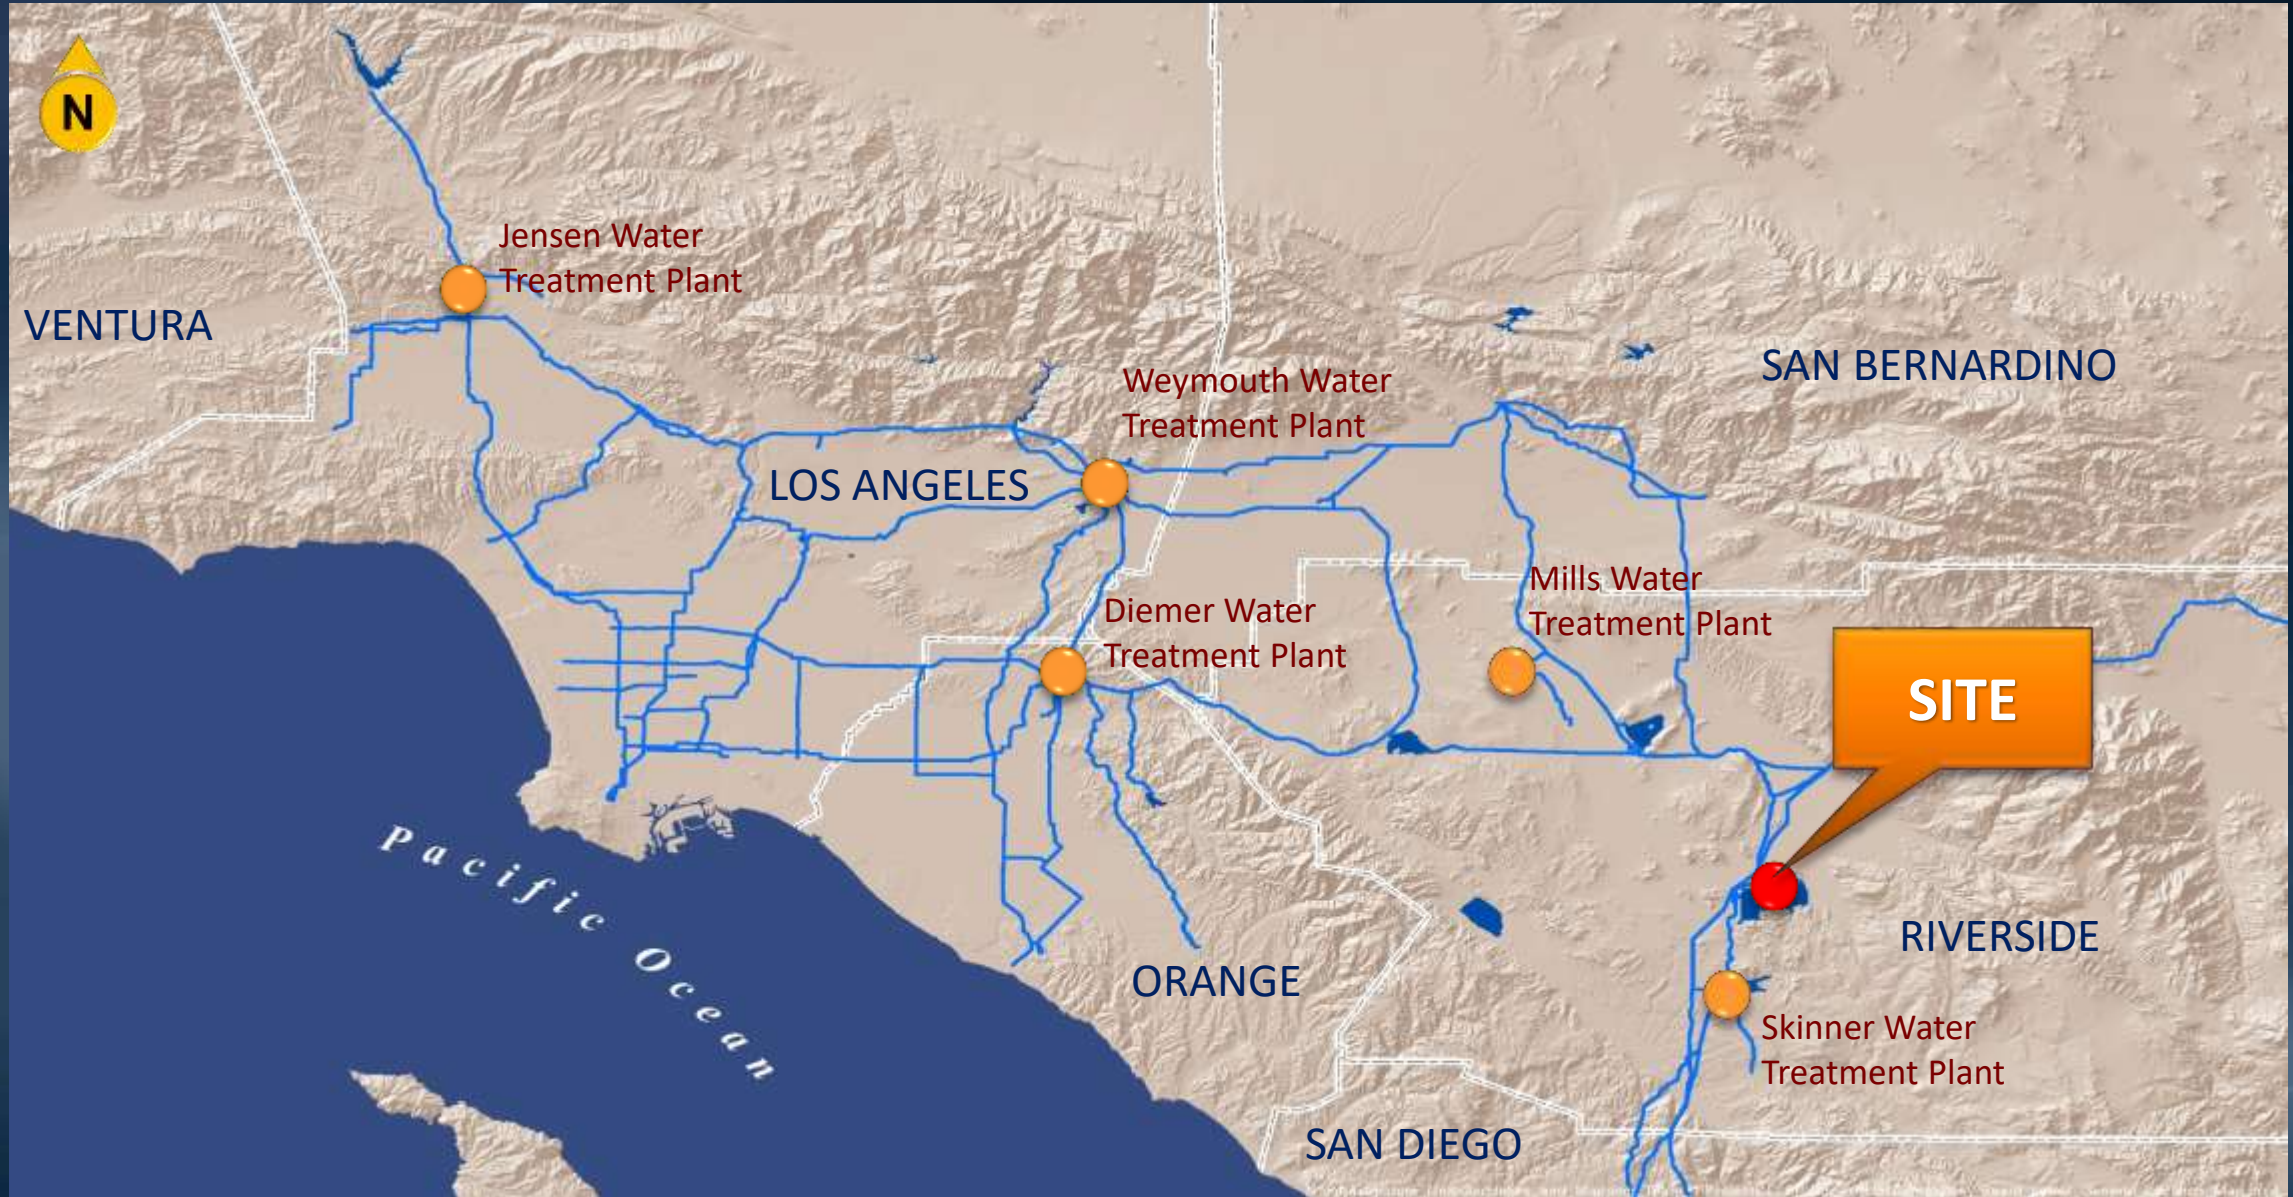 N
Jensen Water
Treatment Plant
VENTURA
Weymouth Water
Treatment Plant
SAN BERNARDINO
LOS ANGELES
Mills Water
Treatment Plant
Diemer Water
Treatment Plant
SITE
Pacific Ocean
RIVERSIDE
ORANGE
Skinner Water
Treatment Plant
SAN DIEGO